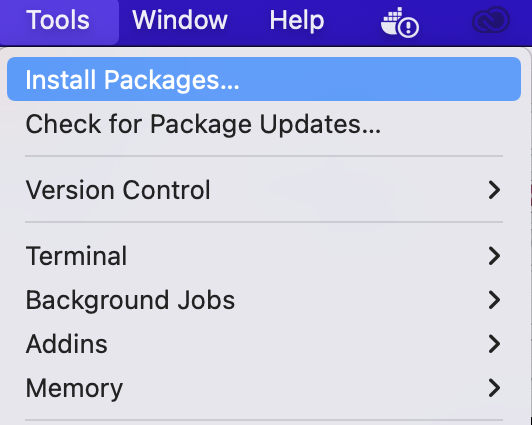 Tools Window Help
Install Packages...
Check for Package Updates...
Version Control
Terminal
Background Jobs
Addins
Memory